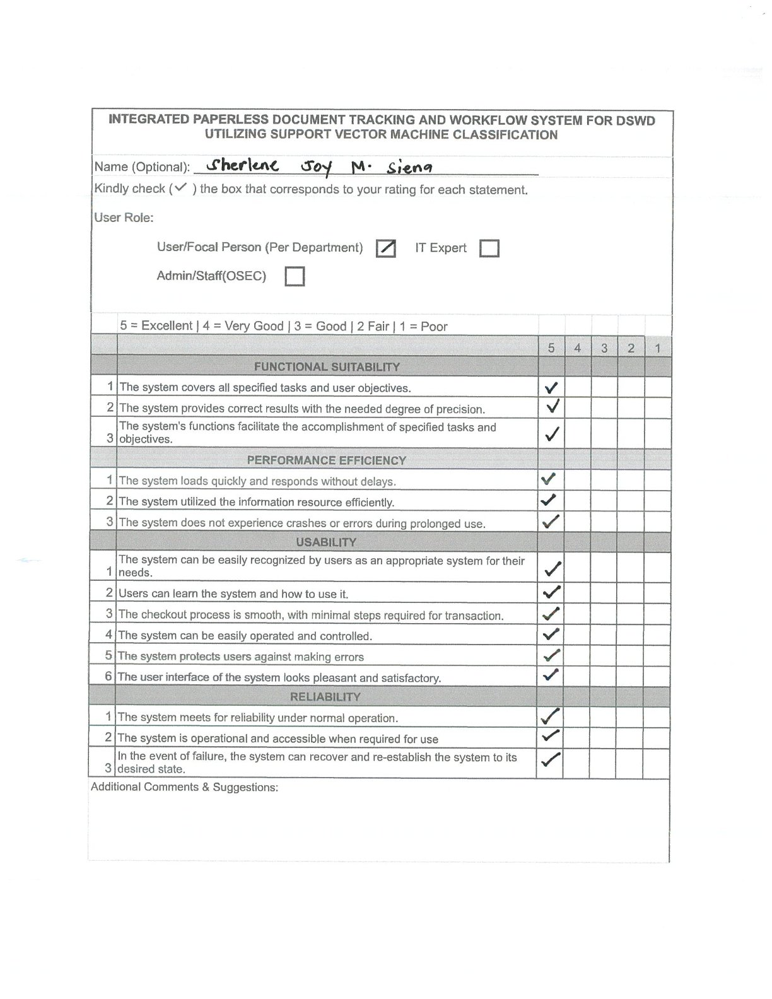 INTEGRATED PAPERLESS DOCUMENT TRACKING AND WORKFLOW SYSTEM FOR DSWD
UTILIZING SUPPORT VECTOR MACHINE CLASSIFICATION
Name (Optional): Sherlene Joy M. Siena
Kindly check (✓ ) the box that corresponds to your rating for each statement.
User Role:
User/Focal Person (Per Department) ☑ IT Expert ☐
Admin/Staff(OSEC) ☐
5 = Excellent | 4 = Very Good | 3 = Good | 2 Fair | 1 = Poor
5 4 3 2 1
FUNCTIONAL SUITABILITY
1 The system covers all specified tasks and user objectives. ✓
2 The system provides correct results with the needed degree of precision. ✓
The system's functions facilitate the accomplishment of specified tasks and
3 objectives. ✓
PERFORMANCE EFFICIENCY
1 The system loads quickly and responds without delays. ✓
2 The system utilized the information resource efficiently. ✓
3 The system does not experience crashes or errors during prolonged use. ✓
USABILITY
The system can be easily recognized by users as an appropriate system for their
1 needs. ✓
2 Users can learn the system and how to use it. ✓
3 The checkout process is smooth, with minimal steps required for transaction. ✓
4 The system can be easily operated and controlled. ✓
5 The system protects users against making errors ✓
6 The user interface of the system looks pleasant and satisfactory. ✓
RELIABILITY
1 The system meets for reliability under normal operation. ✓
2 The system is operational and accessible when required for use ✓
In the event of failure, the system can recover and re-establish the system to its
3 desired state. ✓
Additional Comments & Suggestions: